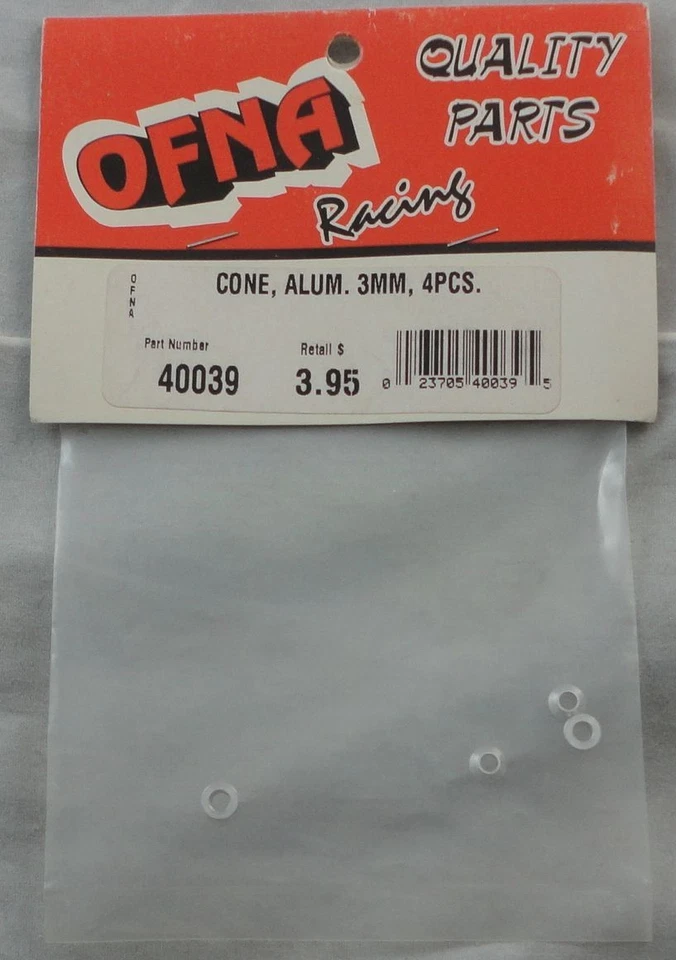 OFNA
Racing
QUALITY
PARTS
OFNA
CONE, ALUM. 3MM, 4PCS.
Part Number
Retail $
40039
3.95
0 23705 40039 5